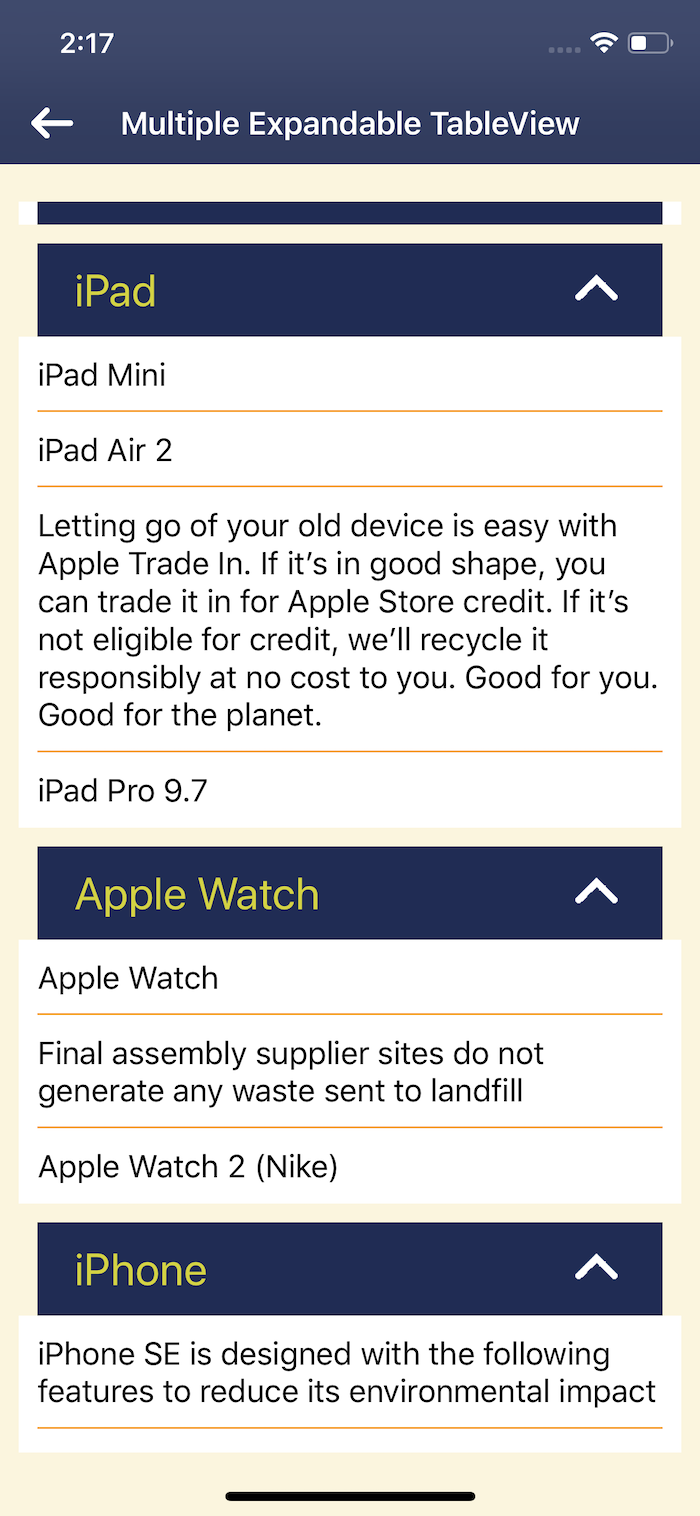 2:17
Multiple Expandable TableView
iPad
iPad Mini
iPad Air 2
Letting go of your old device is easy with
Apple Trade In. If it’s in good shape, you
can trade it in for Apple Store credit. If it’s
not eligible for credit, we’ll recycle it
responsibly at no cost to you. Good for you.
Good for the planet.
iPad Pro 9.7
Apple Watch
Apple Watch
Final assembly supplier sites do not
generate any waste sent to landfill
Apple Watch 2 (Nike)
iPhone
iPhone SE is designed with the following
features to reduce its environmental impact